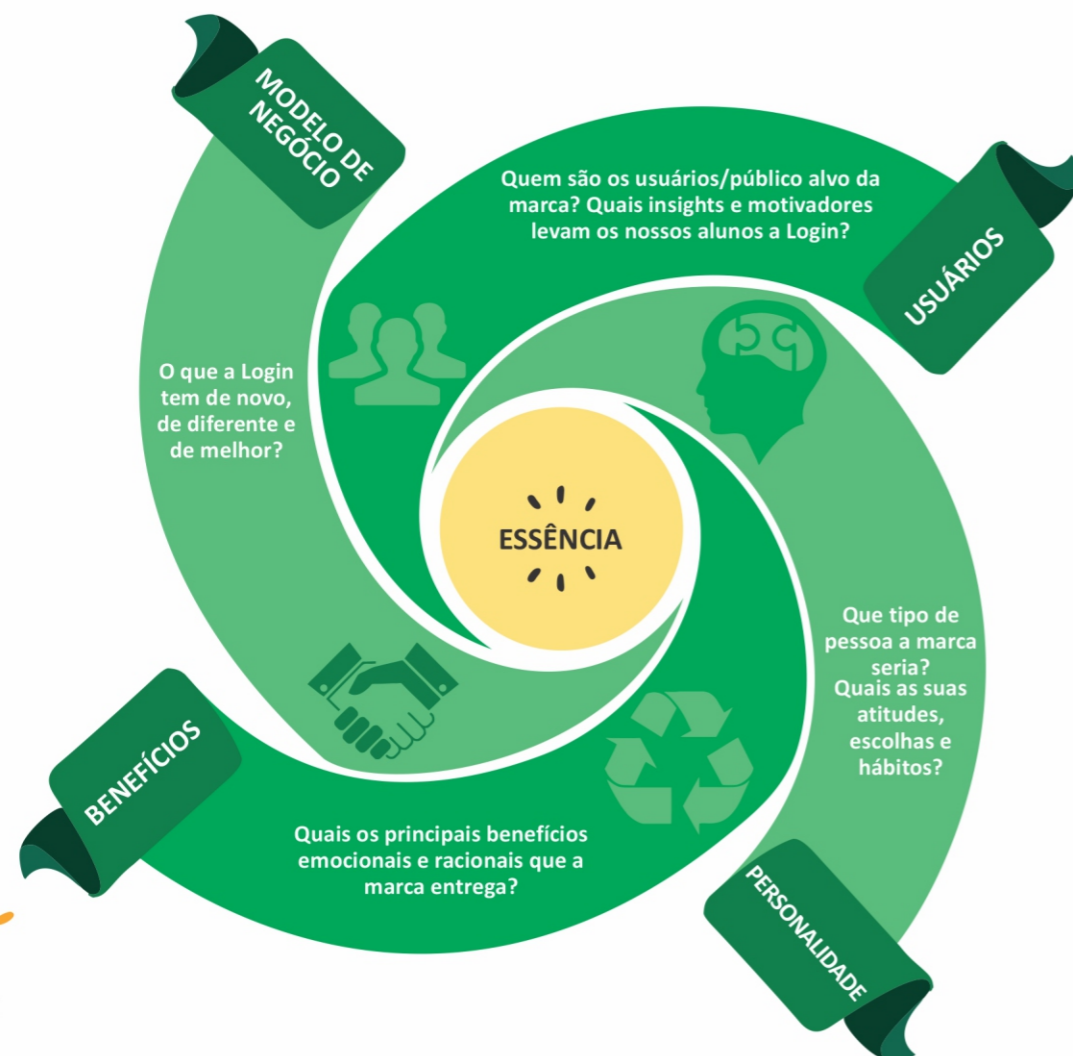 MODELO DE
NEGÓCIO
O que a Login
tem de novo,
de diferente e
de melhor?
USUÁRIOS
Quem são os usuários/público alvo da
marca? Quais insights e motivadores
levam os nossos alunos a Login?
ESSÊNCIA
PERSONALIDADE
Que tipo de
pessoa a marca
seria?
Quais as suas
atitudes,
escolhas e
hábitos?
BENEFÍCIOS
Quais os principais benefícios
emocionais e racionais que a
marca entrega?